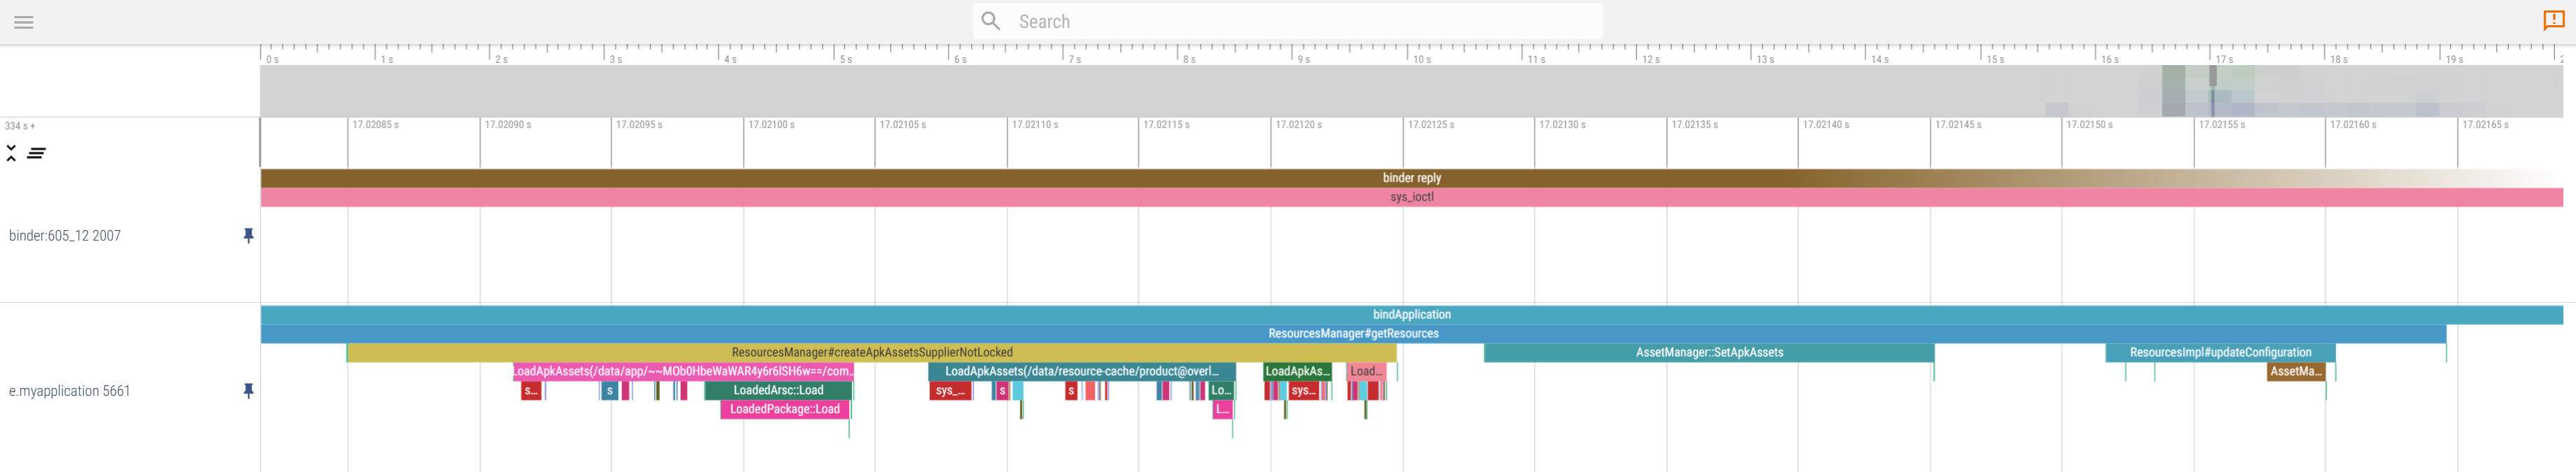 Search
0 s 1 s 2 s 3 s 4 s 5 s 6 s 7 s 8 s 9 s 10 s 11 s 12 s 13 s 14 s 15 s 16 s 17 s 18 s 19 s
334 s + 17.02085 s 17.02090 s 17.02095 s 17.02100 s 17.02105 s 17.02110 s 17.02115 s 17.02120 s 17.02125 s 17.02130 s 17.02135 s 17.02140 s 17.02145 s 17.02150 s 17.02155 s 17.02160 s 17.02165 s
binder reply
sys_ioctl
binder:605_12 2007
bindApplication
ResourcesManager#getResources
ResourcesManager#createApkAssetsSupplierNotLocked AssetManager::SetApkAssets ResourcesImpl#updateConfiguration
LoadApkAssets(/data/app/~~MOb0HbeWaWAR4y6r6lSH6w==/com... LoadApkAssets(/data/resource-cache/product@overl... LoadApkAs... Load... AssetMa...
e.myapplication 5661 s... s LoadedArsc::Load sys_... s s Lo... sys...
LoadedPackage::Load L...